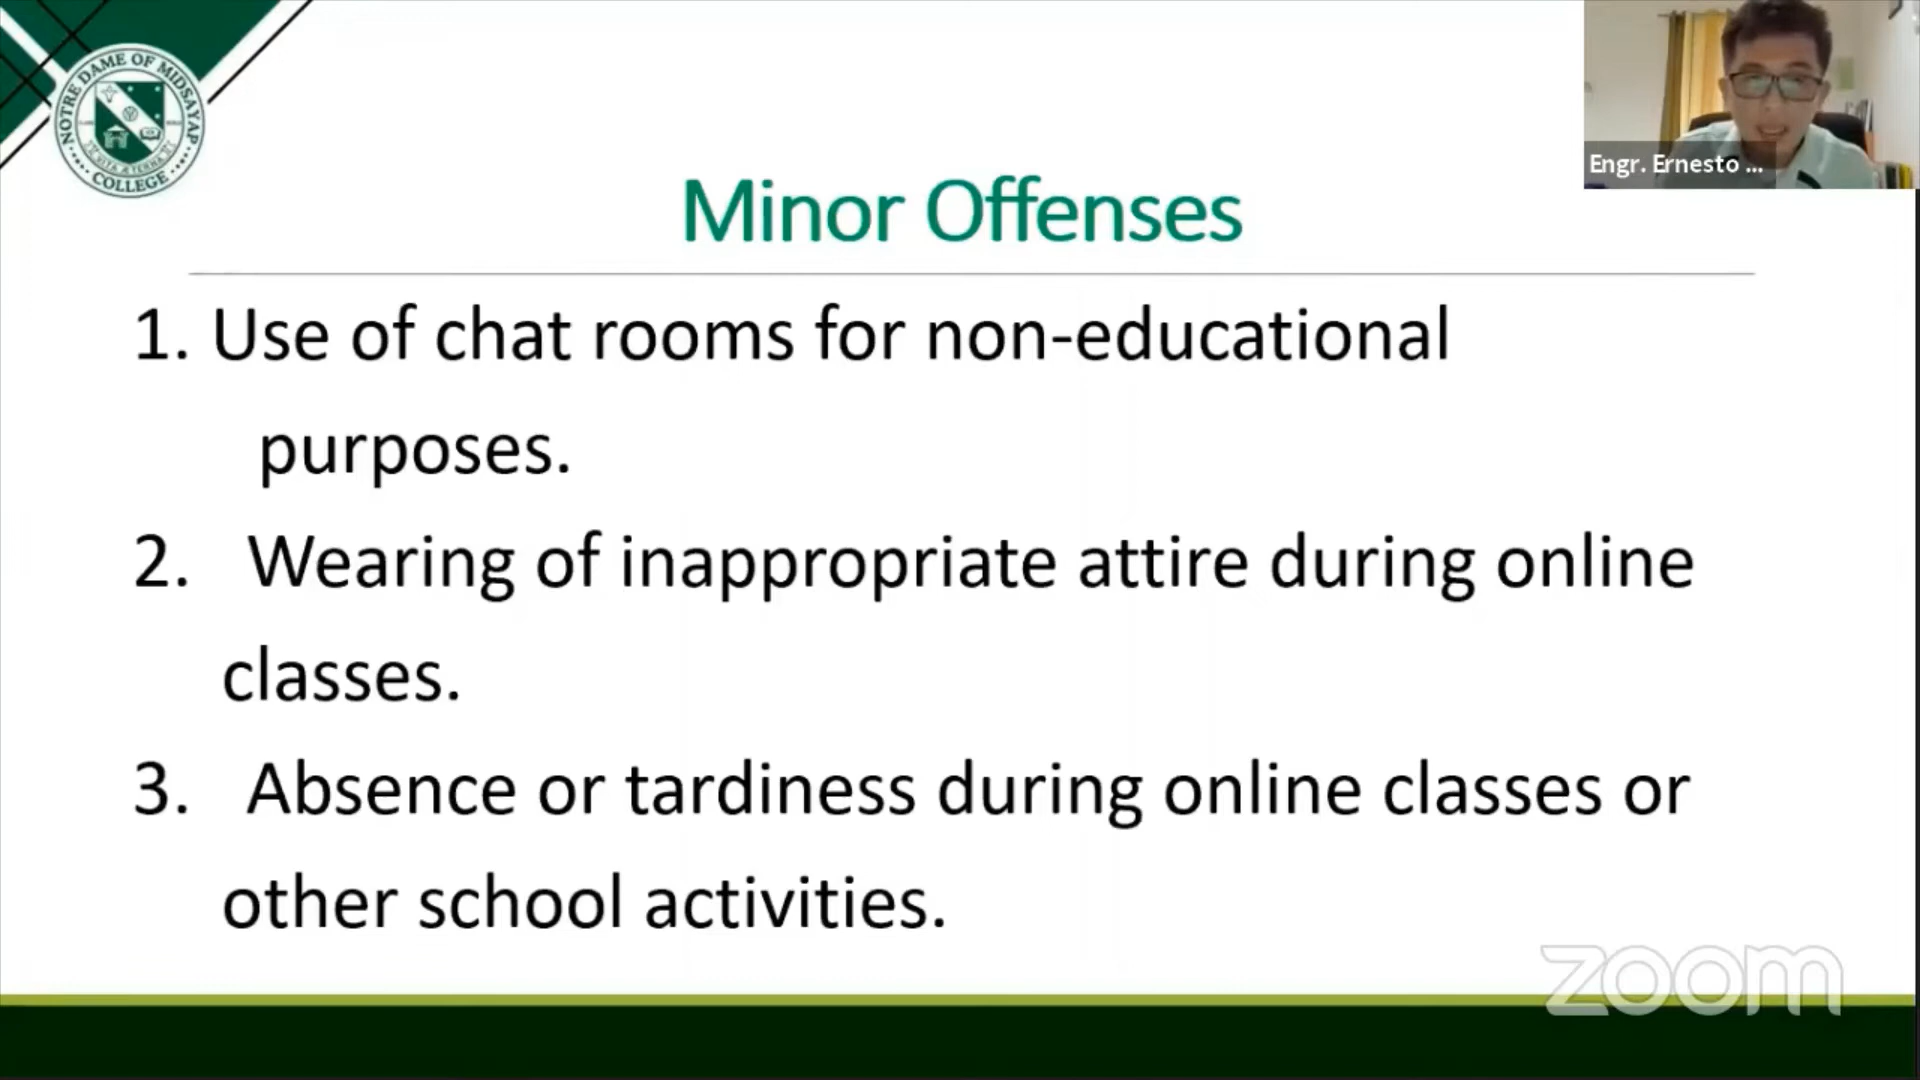 NOTRE DAME OF MIDSAYAP
COLLEGE
Engr. Ernesto ...
Minor Offenses
1. Use of chat rooms for non-educational
purposes.
2. Wearing of inappropriate attire during online
classes.
3. Absence or tardiness during online classes or
other school activities.
zoom